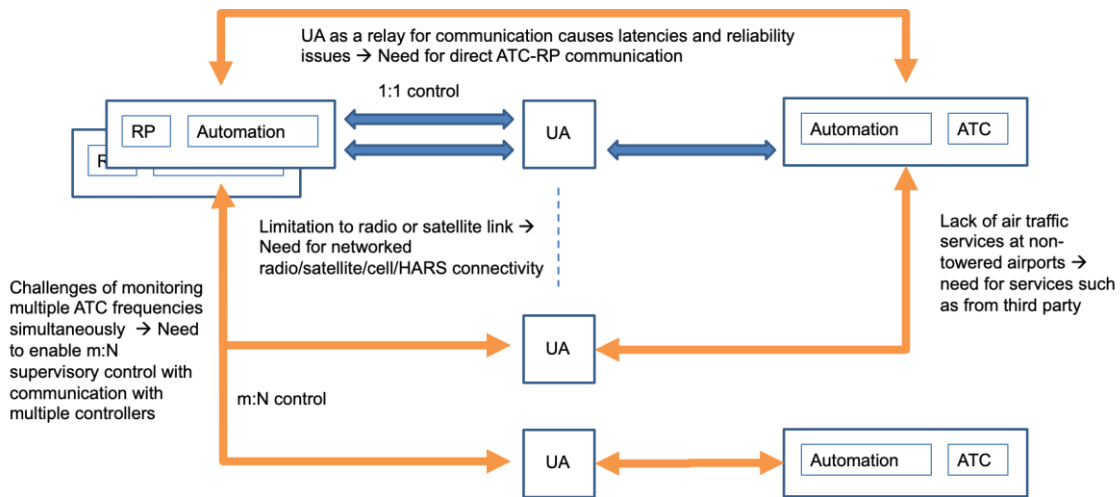 UA as a relay for communication causes latencies and reliability
issues → Need for direct ATC-RP communication
1:1 control
RP
Automation
R
UA
Automation
ATC
Limitation to radio or satellite link →
Need for networked
radio/satellite/cell/HARS connectivity
Lack of air traffic
services at non-
towered airports →
need for services such
as from third party
Challenges of monitoring
multiple ATC frequencies
simultaneously → Need
to enable m:N
supervisory control with
communication with
multiple controllers
UA
m:N control
UA
Automation
ATC